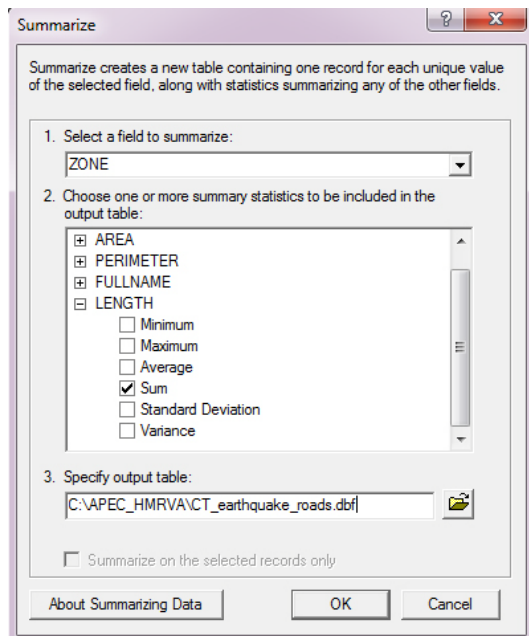 Summarize
Summarize creates a new table containing one record for each unique value
of the selected field, along with statistics summarizing any of the other fields.
1. Select a field to summarize:
ZONE
2. Choose one or more summary statistics to be included in the
output table:
AREA
PERIMETER
FULLNAME
LENGTH
Minimum
Maximum
Average
Sum
Standard Deviation
Variance
3. Specify output table:
C:\APEC_HMRVA\CT_earthquake_roads.dbf
Summarize on the selected records only
About Summarizing Data
OK
Cancel